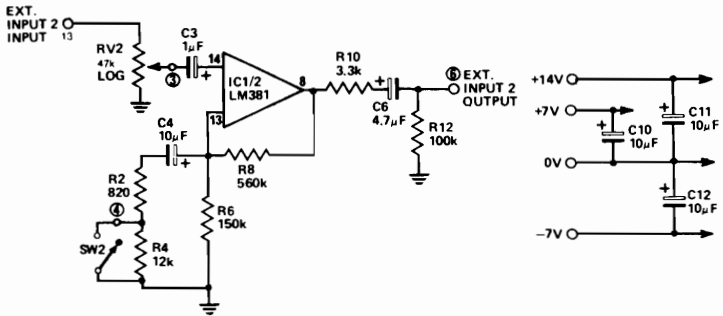 EXT.
INPUT 2
INPUT 13
RV2
47k
LOG
3
C3
1µF
+
14
IC1/2
LM381
8
13
R10
3.3k
+
C6
4.7µF
6 EXT.
INPUT 2
OUTPUT
R12
100k
C4
10µF
+
R8
560k
R2
820
4
SW2
R4
12k
R6
150k
+14V
+7V
+
C10
10µF
+
C11
10µF
0V
+
C12
10µF
−7V